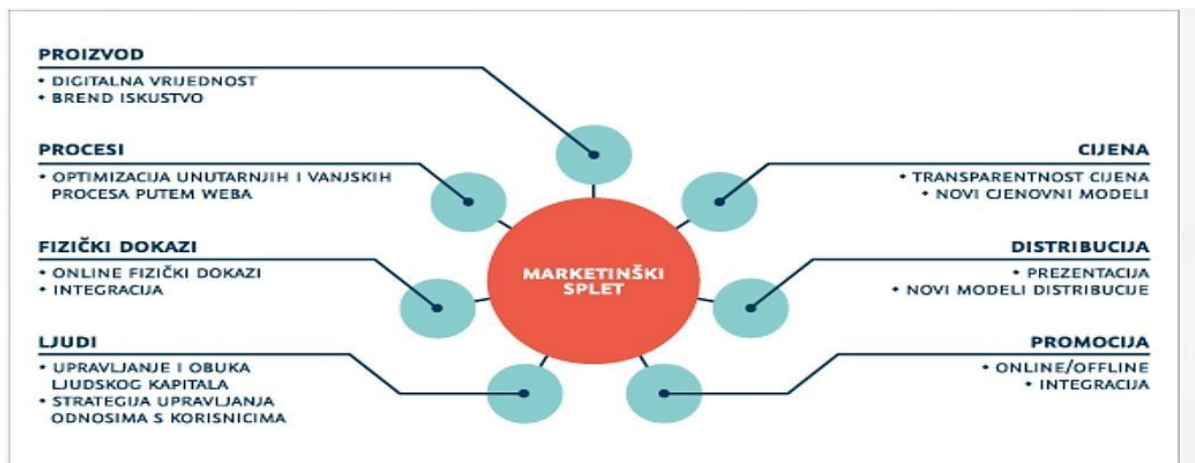 PROIZVOD
• DIGITALNA VRIJEDNOST
• BREND ISKUSTVO
PROCESI
• OPTIMIZACIJA UNUTARNJIH I VANJSKIH
PROCESA PUTEM WEBA
FIZIČKI DOKAZI
• ONLINE FIZIČKI DOKAZI
• INTEGRACIJA
LJUDI
• UPRAVLJANJE I OBUKA
LJUDSKOG KAPITALA
• STRATEGIJA UPRAVLJANJA
ODNOSIMA S KORISNICIMA
MARKETINŠKI
SPLET
CIJENA
• TRANSPARENTNOST CIJENA
• NOVI CJENOVNI MODELI
DISTRIBUCIJA
• PREZENTACIJA
• NOVI MODELI DISTRIBUCIJE
PROMOCIJA
• ONLINE/OFFLINE
• INTEGRACIJA